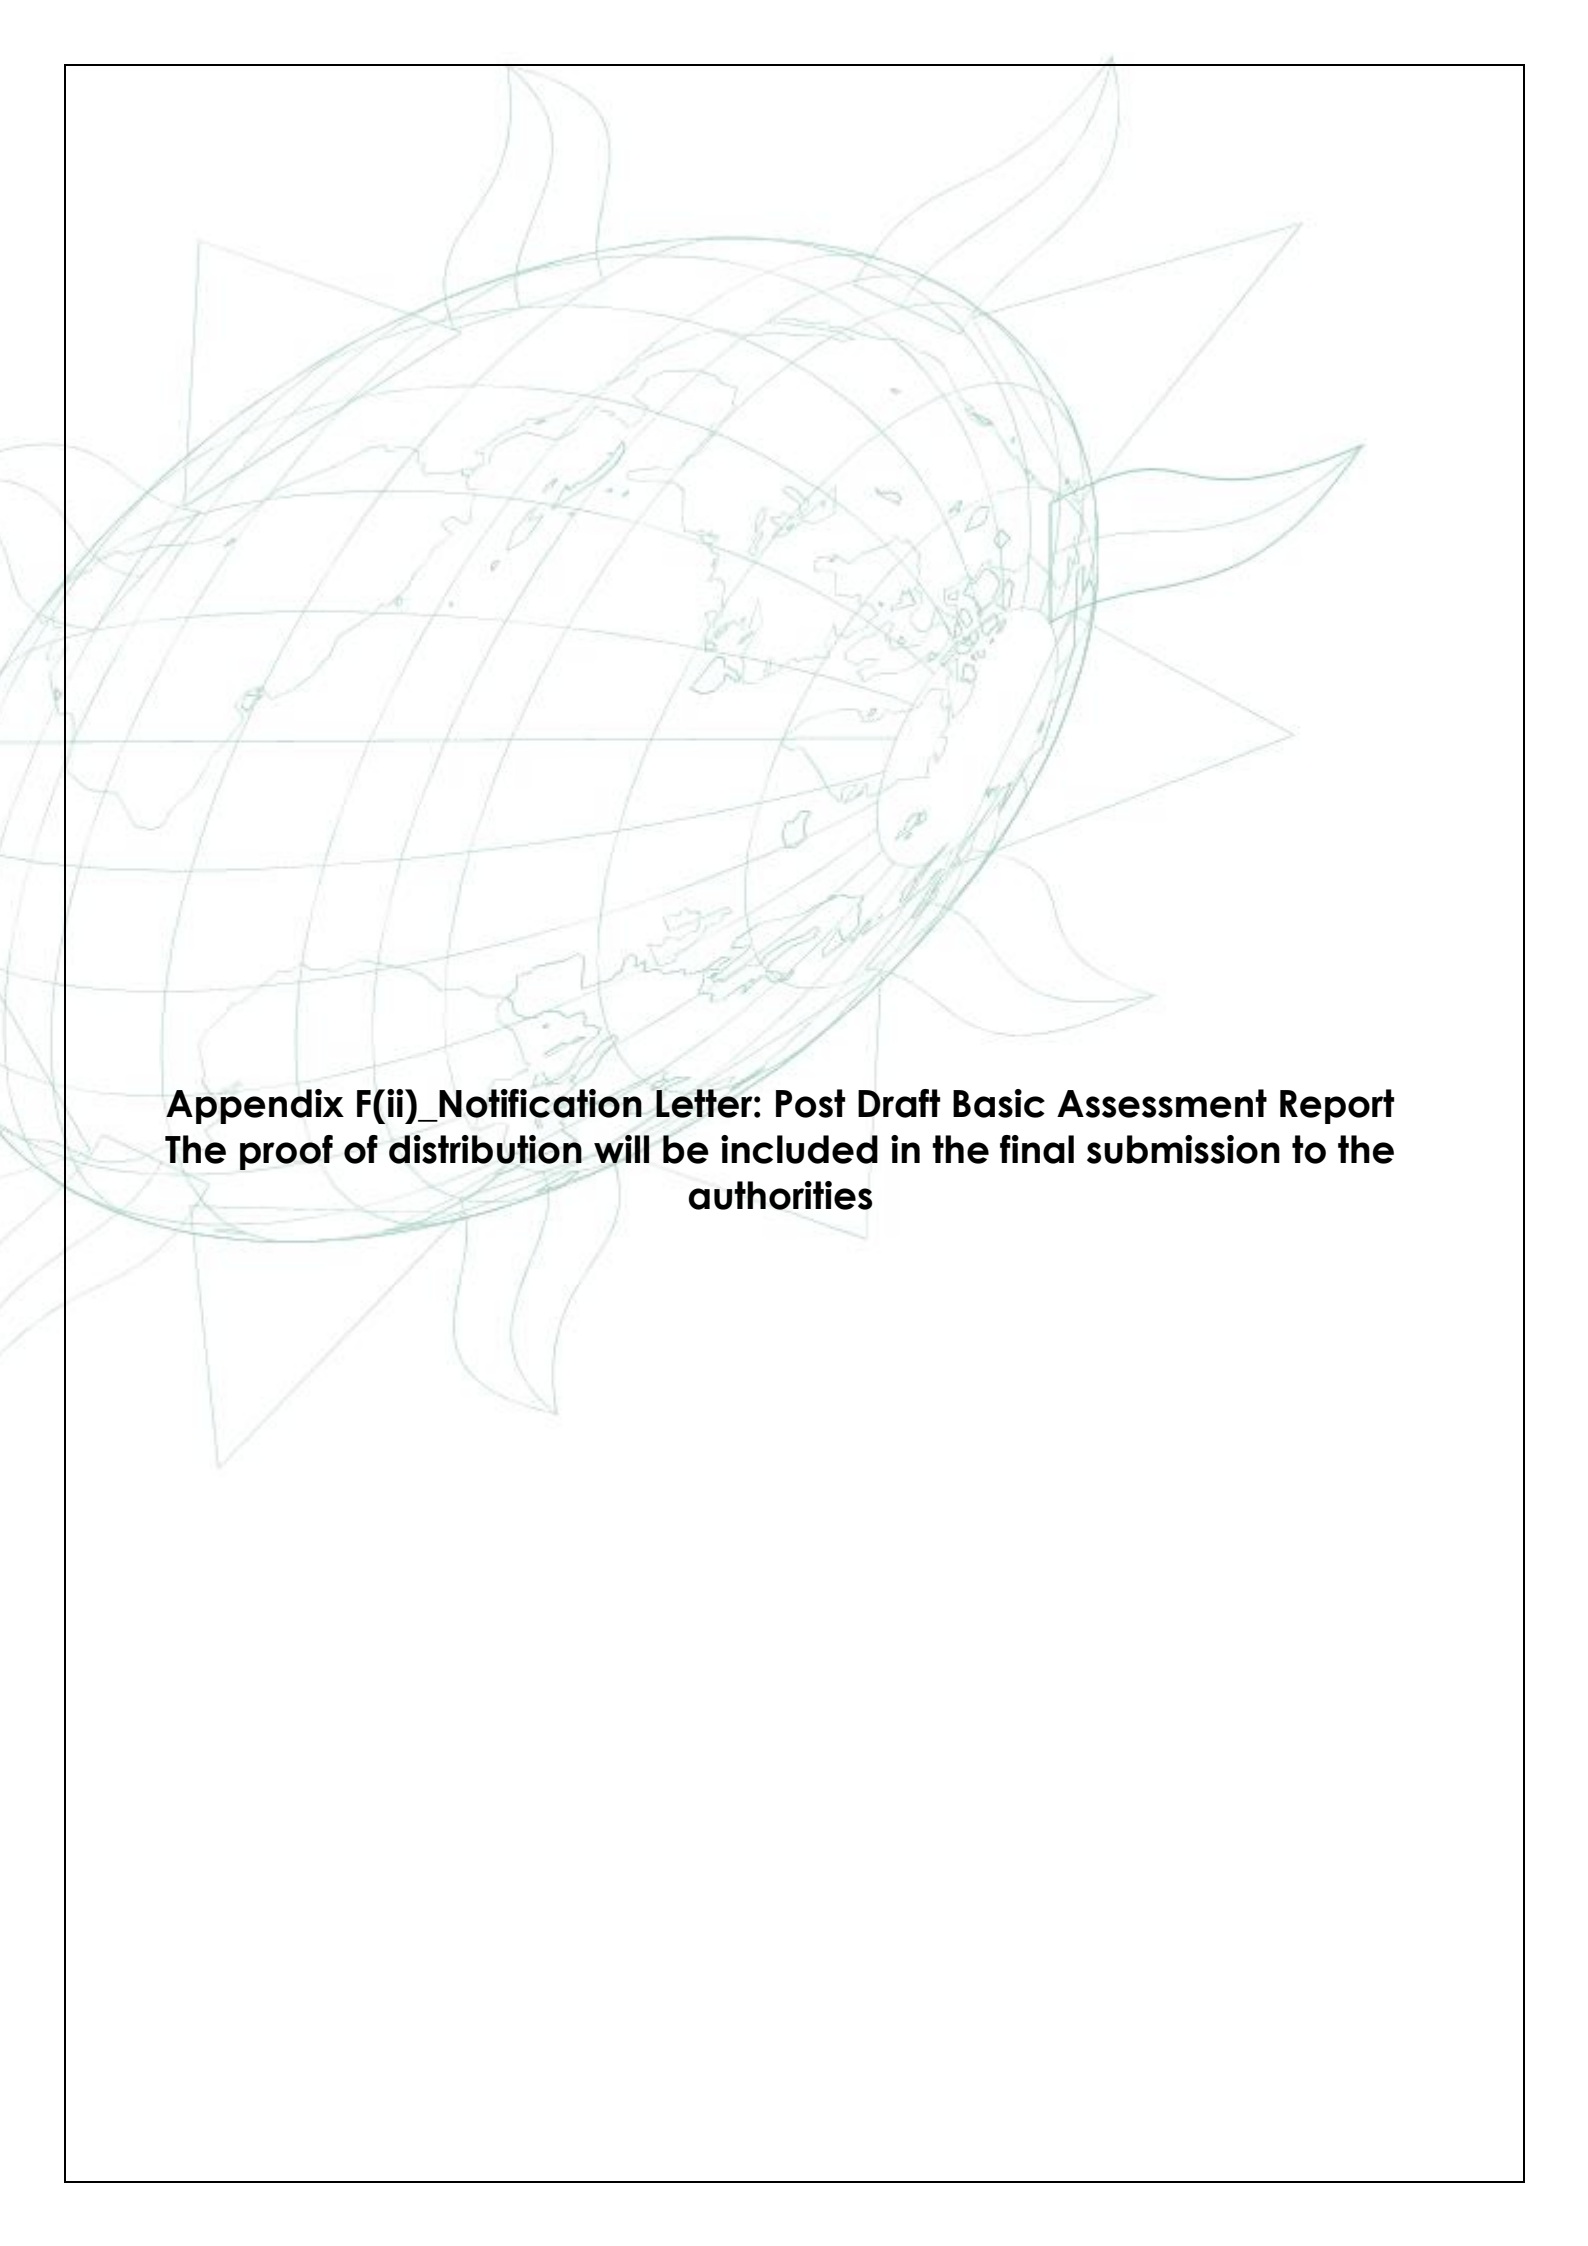 Appendix F(ii)_Notification Letter: Post Draft Basic Assessment Report
The proof of distribution will be included in the final submission to the
authorities